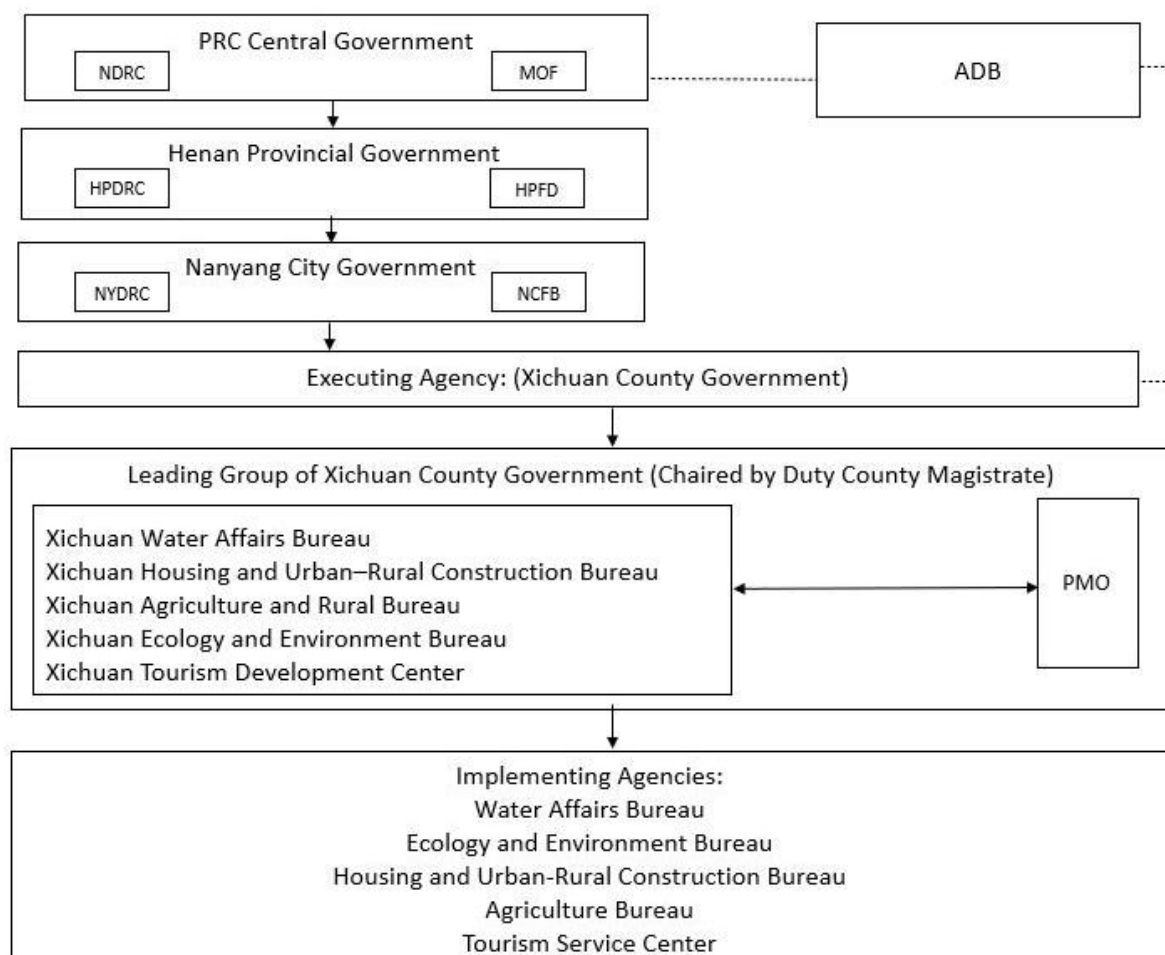 PRC Central Government
NDRC
MOF
ADB
Henan Provincial Government
HPDRC
HPFD
Nanyang City Government
NYDRC
NCFB
Executing Agency: (Xichuan County Government)
Leading Group of Xichuan County Government (Chaired by Duty County Magistrate)
Xichuan Water Affairs Bureau
Xichuan Housing and Urban–Rural Construction Bureau
Xichuan Agriculture and Rural Bureau
Xichuan Ecology and Environment Bureau
Xichuan Tourism Development Center
PMO
Implementing Agencies:
Water Affairs Bureau
Ecology and Environment Bureau
Housing and Urban-Rural Construction Bureau
Agriculture Bureau
Tourism Service Center